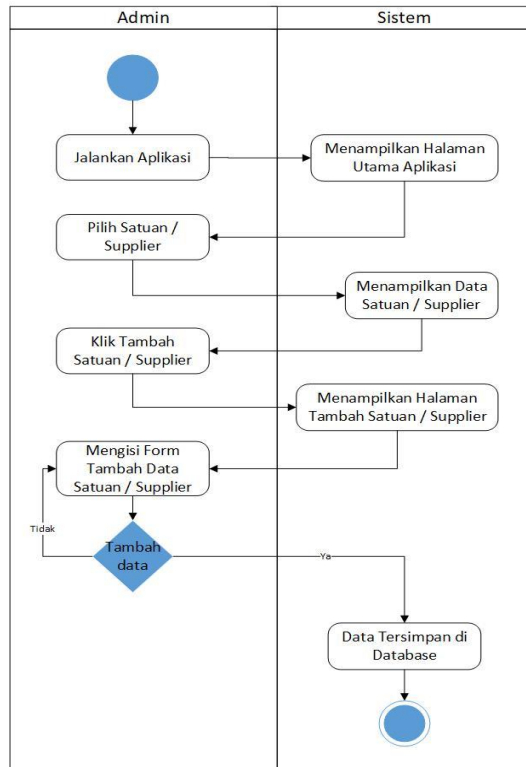 Admin
Sistem
Jalankan Aplikasi
Menampilkan Halaman
Utama Aplikasi
Pilih Satuan /
Supplier
Menampilkan Data
Satuan / Supplier
Klik Tambah
Satuan / Supplier
Menampilkan Halaman
Tambah Satuan / Supplier
Mengisi Form
Tambah Data
Satuan / Supplier
Tidak
Tambah
data
Ya
Data Tersimpan di
Database